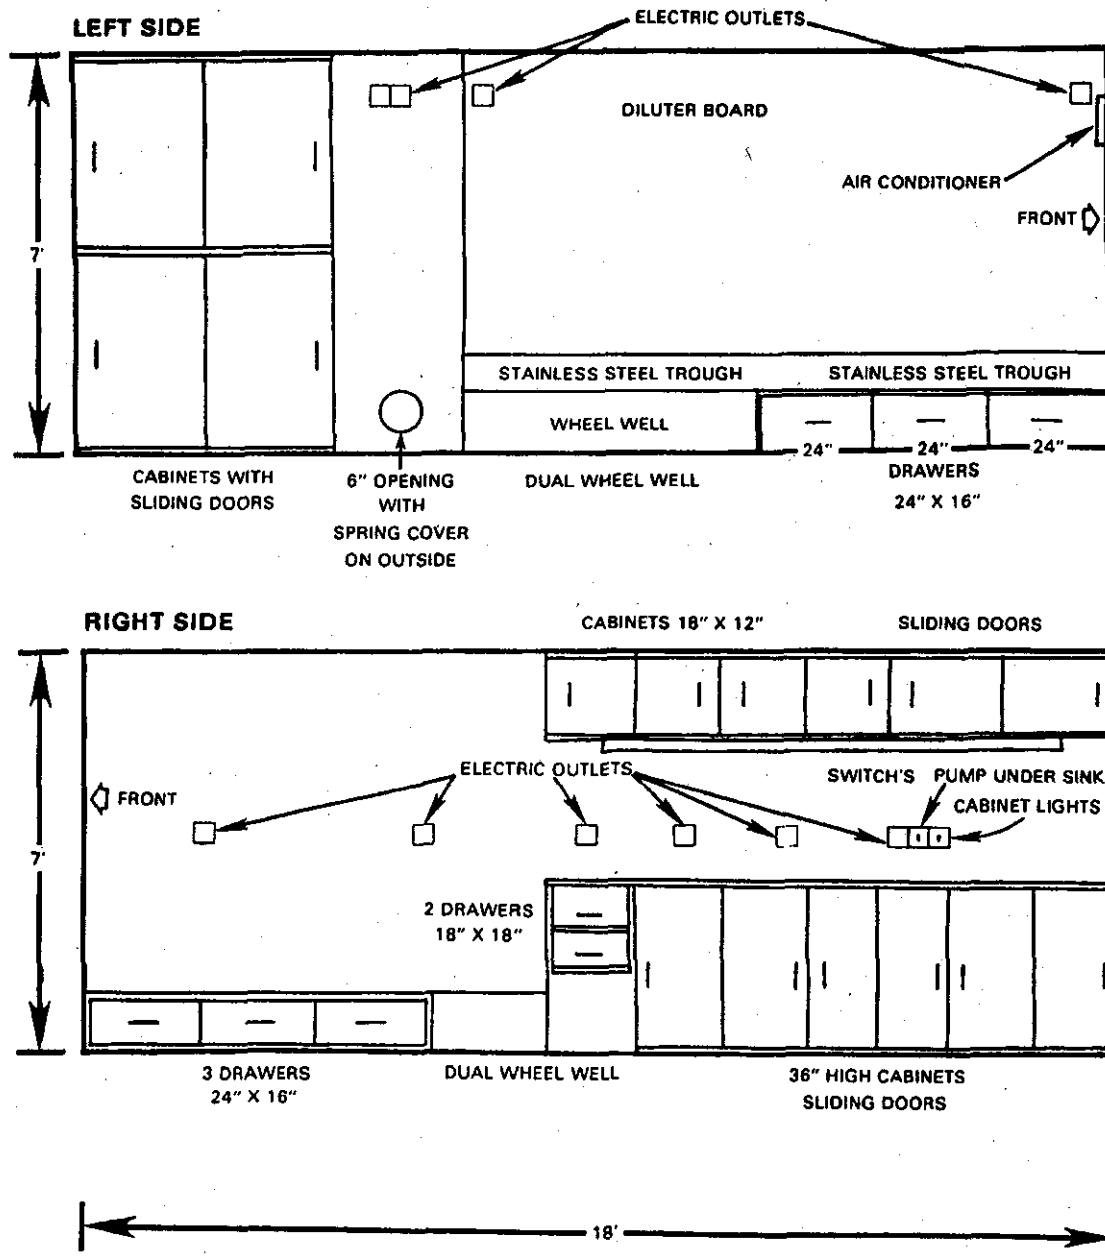 LEFT SIDE
ELECTRIC OUTLETS
DILUTER BOARD
AIR CONDITIONER
FRONT
7'
STAINLESS STEEL TROUGH
STAINLESS STEEL TROUGH
WHEEL WELL
24"
24"
24"
CABINETS WITH
SLIDING DOORS
6" OPENING
WITH
SPRING COVER
ON OUTSIDE
DUAL WHEEL WELL
DRAWERS
24" X 16"
RIGHT SIDE
CABINETS 18" X 12"
SLIDING DOORS
ELECTRIC OUTLETS
SWITCH'S
PUMP UNDER SINK
CABINET LIGHTS
FRONT
7'
2 DRAWERS
18" X 18"
3 DRAWERS
24" X 16"
DUAL WHEEL WELL
36" HIGH CABINETS
SLIDING DOORS
18'